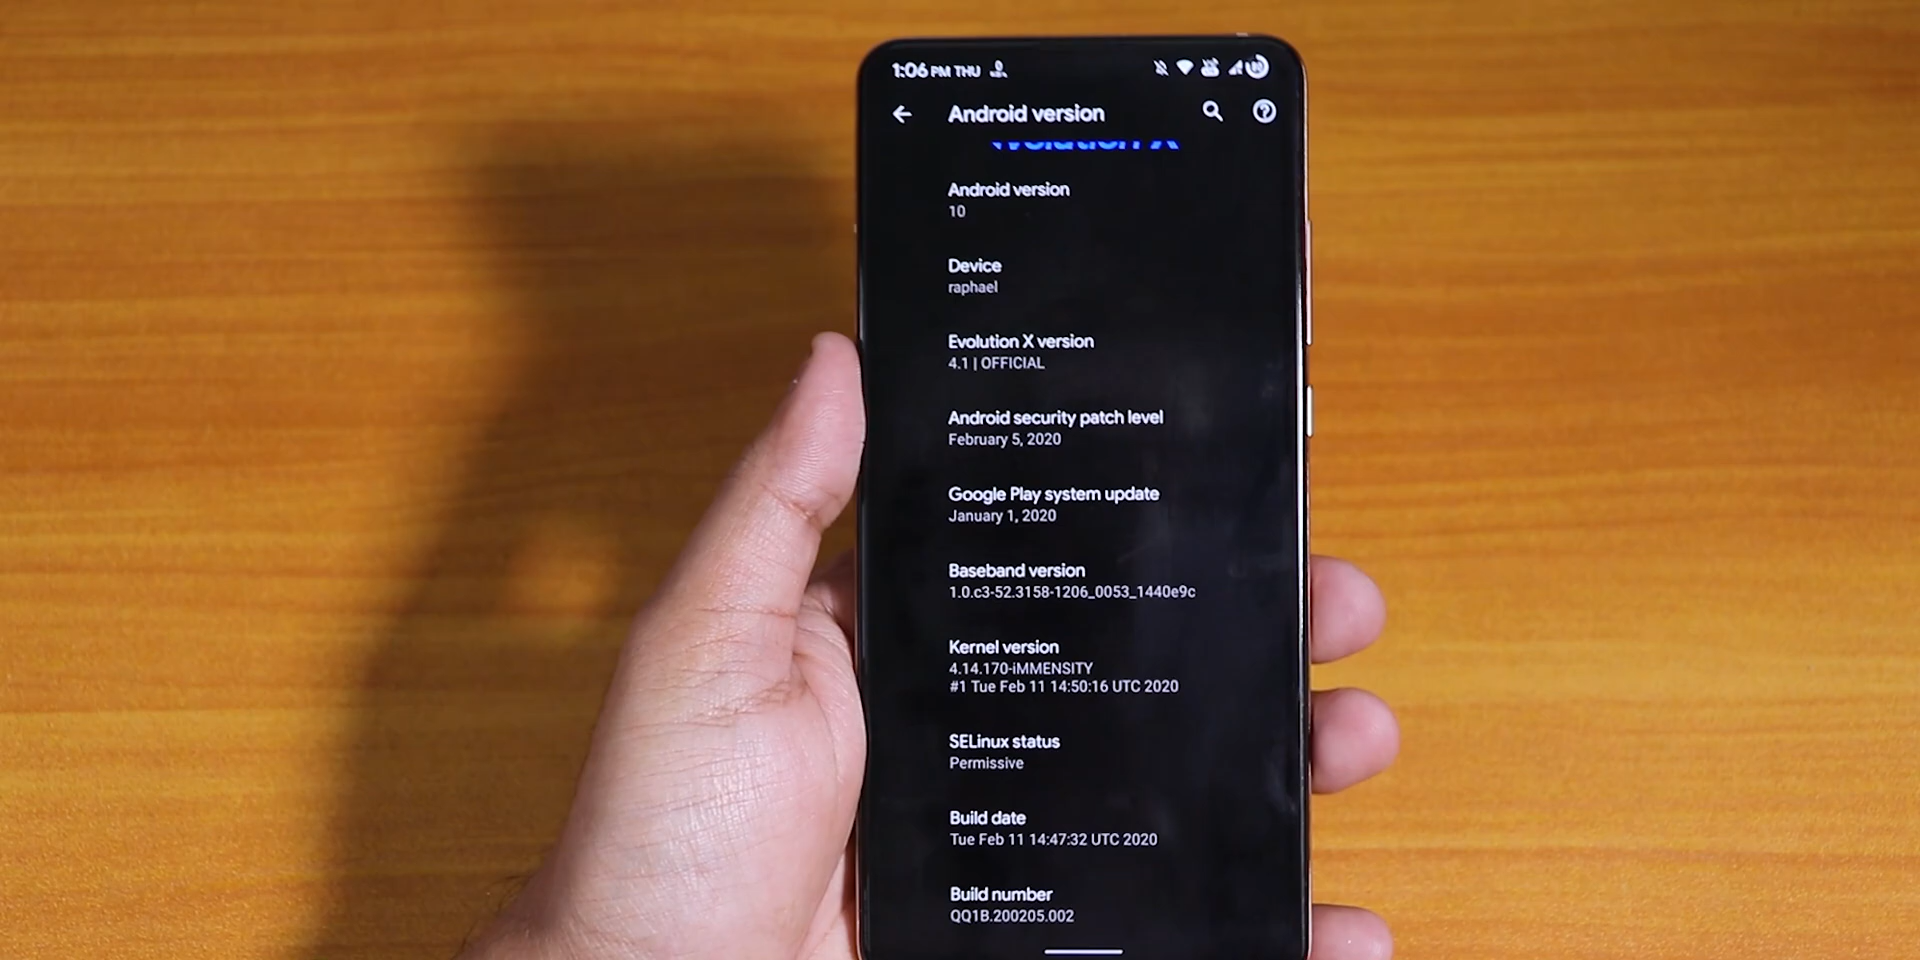 1:06 PM THU
Android version
Evolution X
Android version
10
Device
raphael
Evolution X version
4.1 | OFFICIAL
Android security patch level
February 5, 2020
Google Play system update
January 1, 2020
Baseband version
1.0.c3-52.3158-1206_0053_1440e9c
Kernel version
4.14.170-iMMENSITY
#1 Tue Feb 11 14:50:16 UTC 2020
SELinux status
Permissive
Build date
Tue Feb 11 14:47:32 UTC 2020
Build number
QQ1B.200205.002